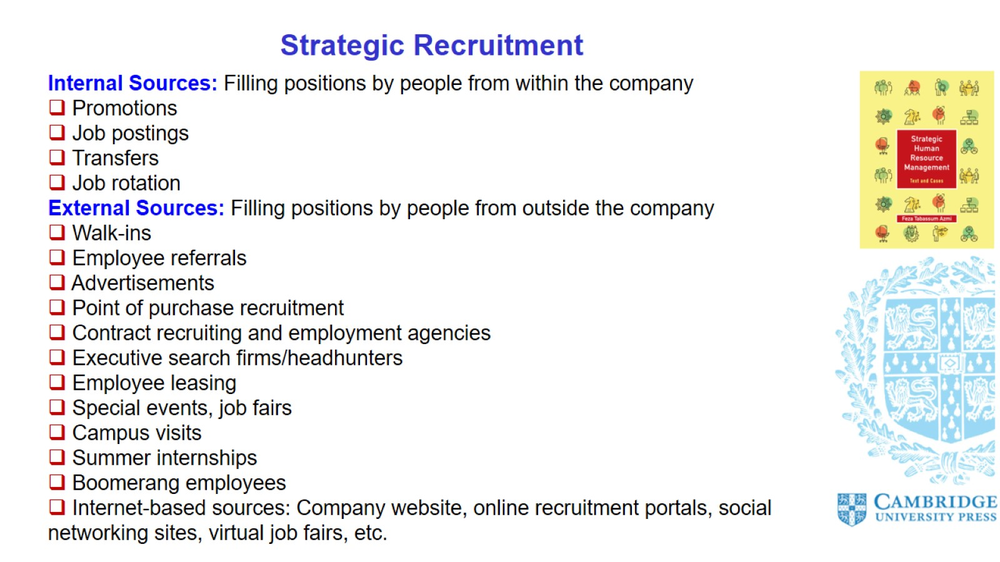 Strategic Recruitment
Internal Sources: Filling positions by people from within the company
❑ Promotions
❑ Job postings
❑ Transfers
❑ Job rotation
External Sources: Filling positions by people from outside the company
❑ Walk-ins
❑ Employee referrals
❑ Advertisements
❑ Point of purchase recruitment
❑ Contract recruiting and employment agencies
❑ Executive search firms/headhunters
❑ Employee leasing
❑ Special events, job fairs
❑ Campus visits
❑ Summer internships
❑ Boomerang employees
❑ Internet-based sources: Company website, online recruitment portals, social
networking sites, virtual job fairs, etc.
Strategic
Human
Resource
Management
Text and Cases
Feza Tabassum Azmi
CAMBRIDGE
UNIVERSITY PRESS